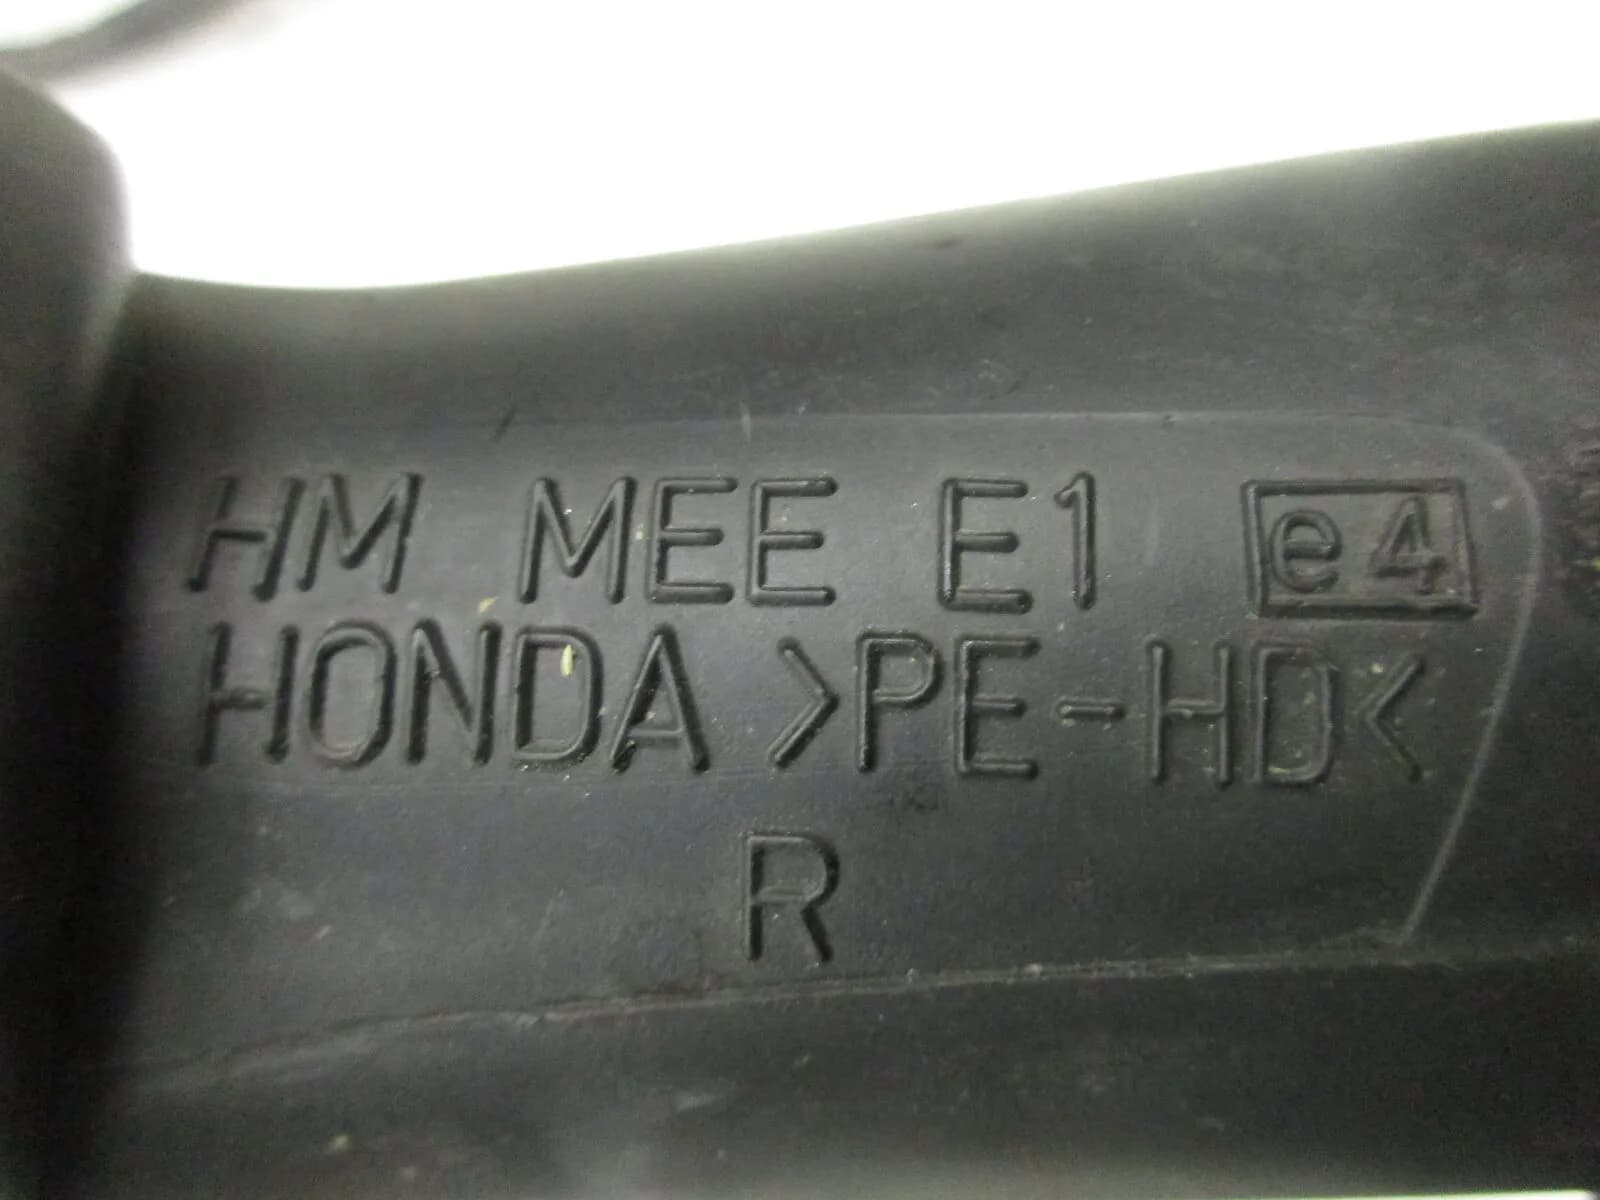 HM MEE E1 e4
HONDA >PE-HD<
R